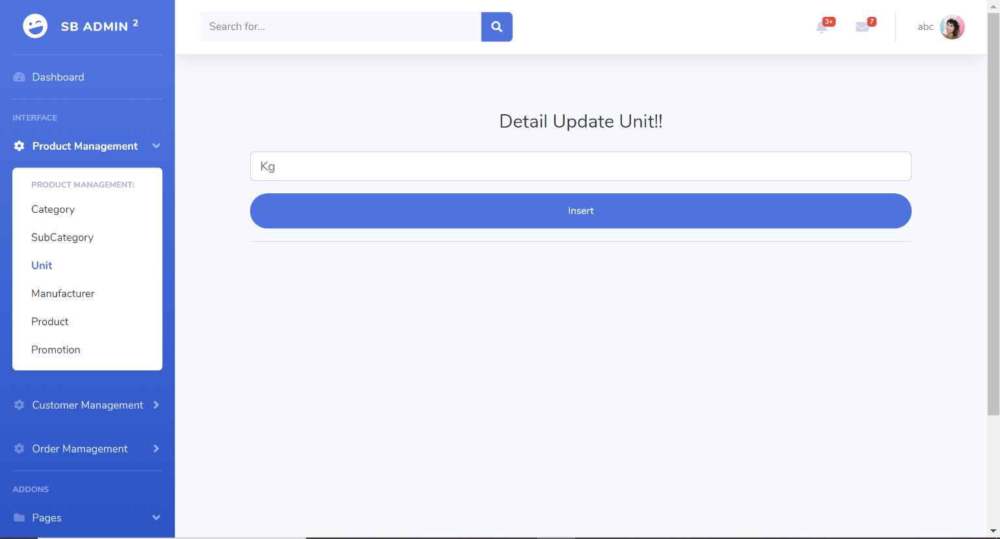 SB ADMIN 2
Search for...
3+
7
abc
Dashboard
INTERFACE
Product Management
PRODUCT MANAGEMENT:
Category
SubCategory
Unit
Manufacturer
Product
Promotion
Customer Management
Order Mamagement
ADDONS
Pages
Detail Update Unit!!
Kg
Insert